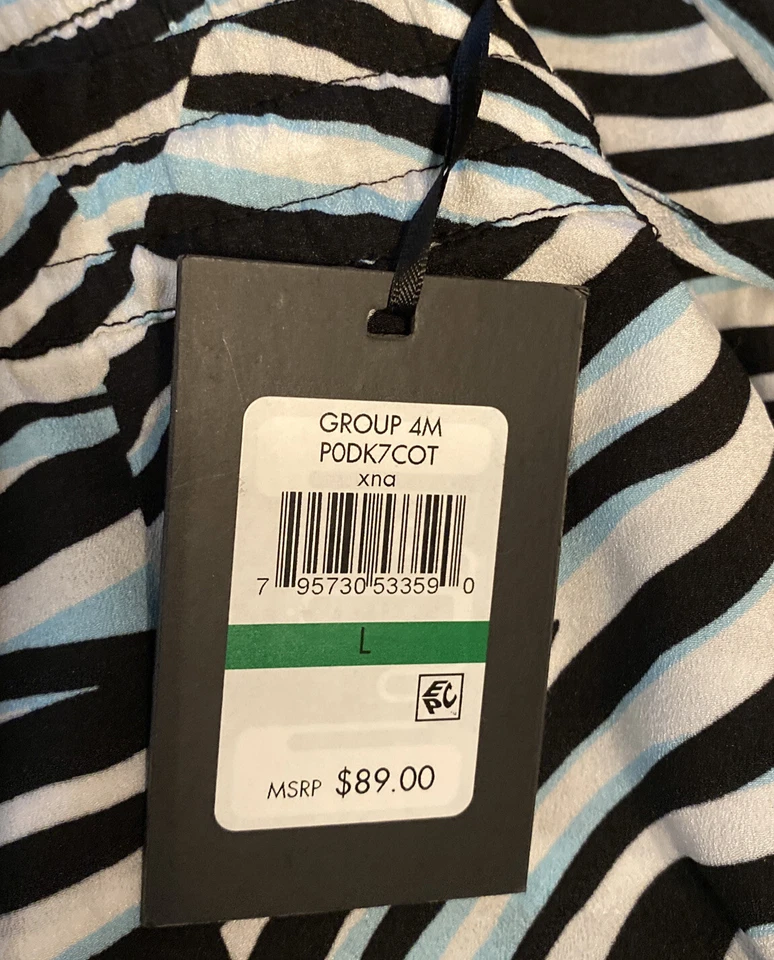 GROUP 4M
P0DK7COT
xna
7 95730 53359 0
L
EPC
MSRP $89.00